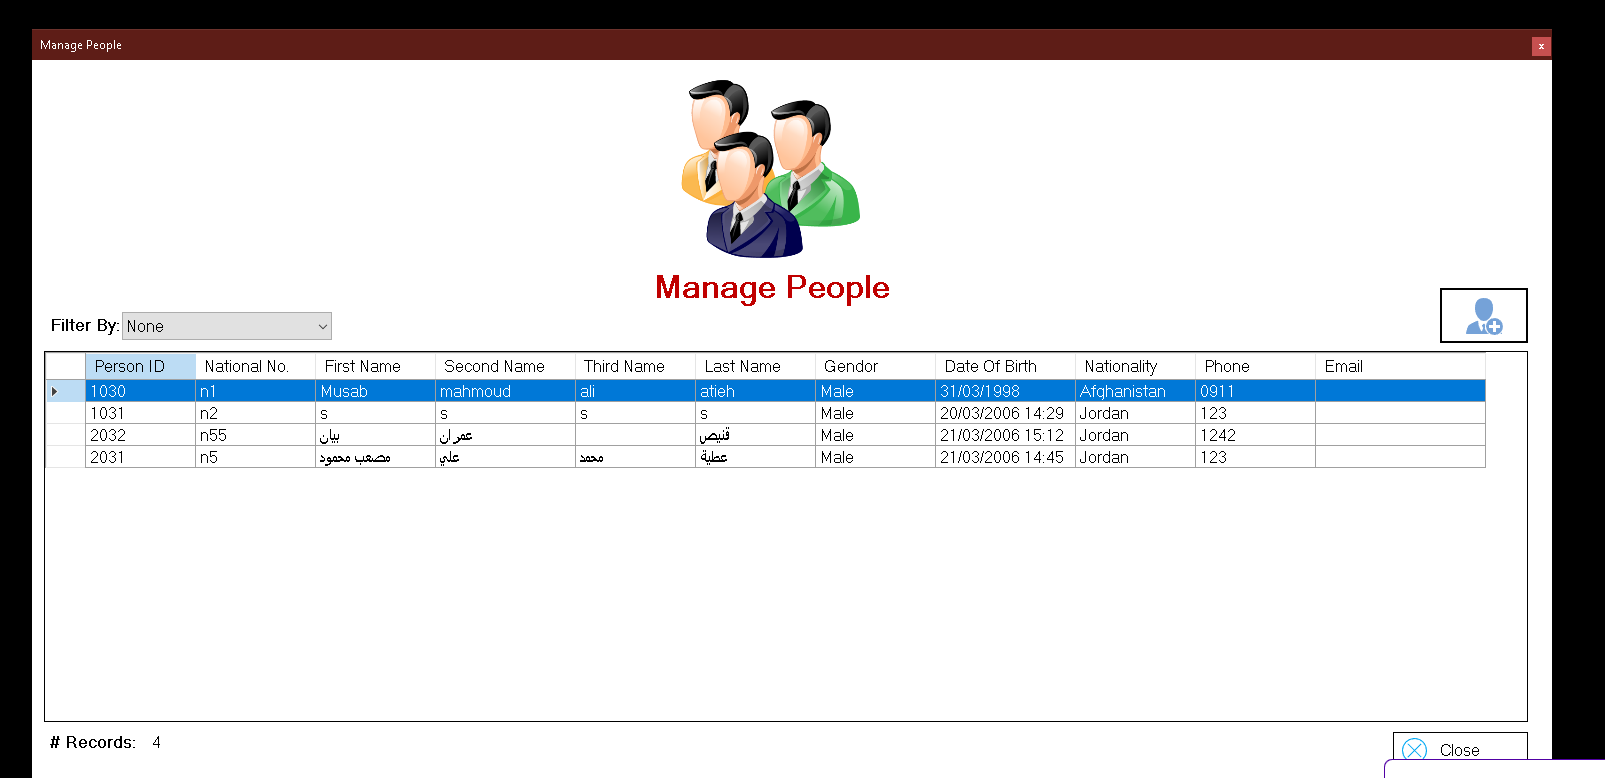 Manage People
x
Manage People
Filter By: None
Person ID National No. First Name Second Name Third Name Last Name Gendor Date Of Birth Nationality Phone Email
1030 n1 Musab mahmoud ali atieh Male 31/03/1998 Afghanistan 0911
1031 n2 s s s s Male 20/03/2006 14:29 Jordan 123
2032 n55 بيان عمران قنيص Male 21/03/2006 15:12 Jordan 1242
2031 n5 مصعب محمود علي محمد عطية Male 21/03/2006 14:45 Jordan 123
# Records: 4
Close